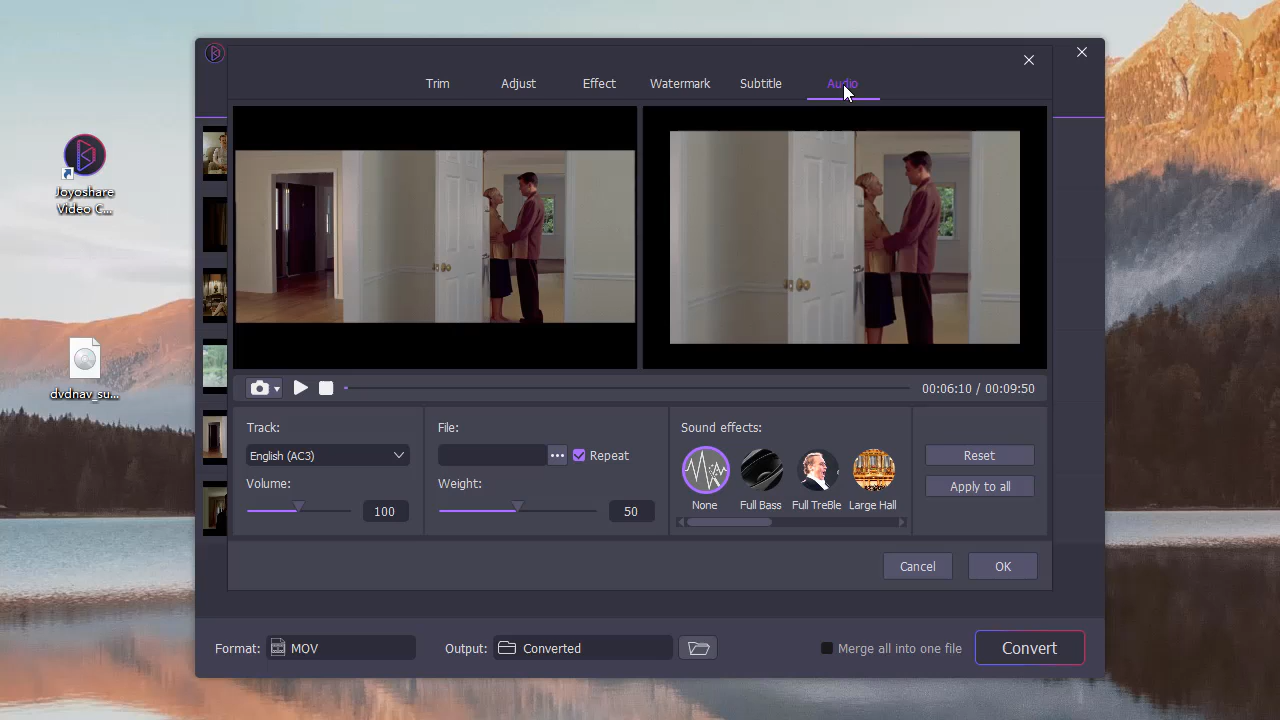 Trim Adjust Effect Watermark Subtitle Audio
Joyoshare
Video C...
dvdnav_su...
00:06:10 / 00:09:50
Track: File: Sound effects:
English (AC3) ... Repeat Reset
Volume: Weight: Apply to all
100 50 None Full Bass Full TreBle Large Hall
Cancel OK
Format: MOV Output: Converted Merge all into one file Convert